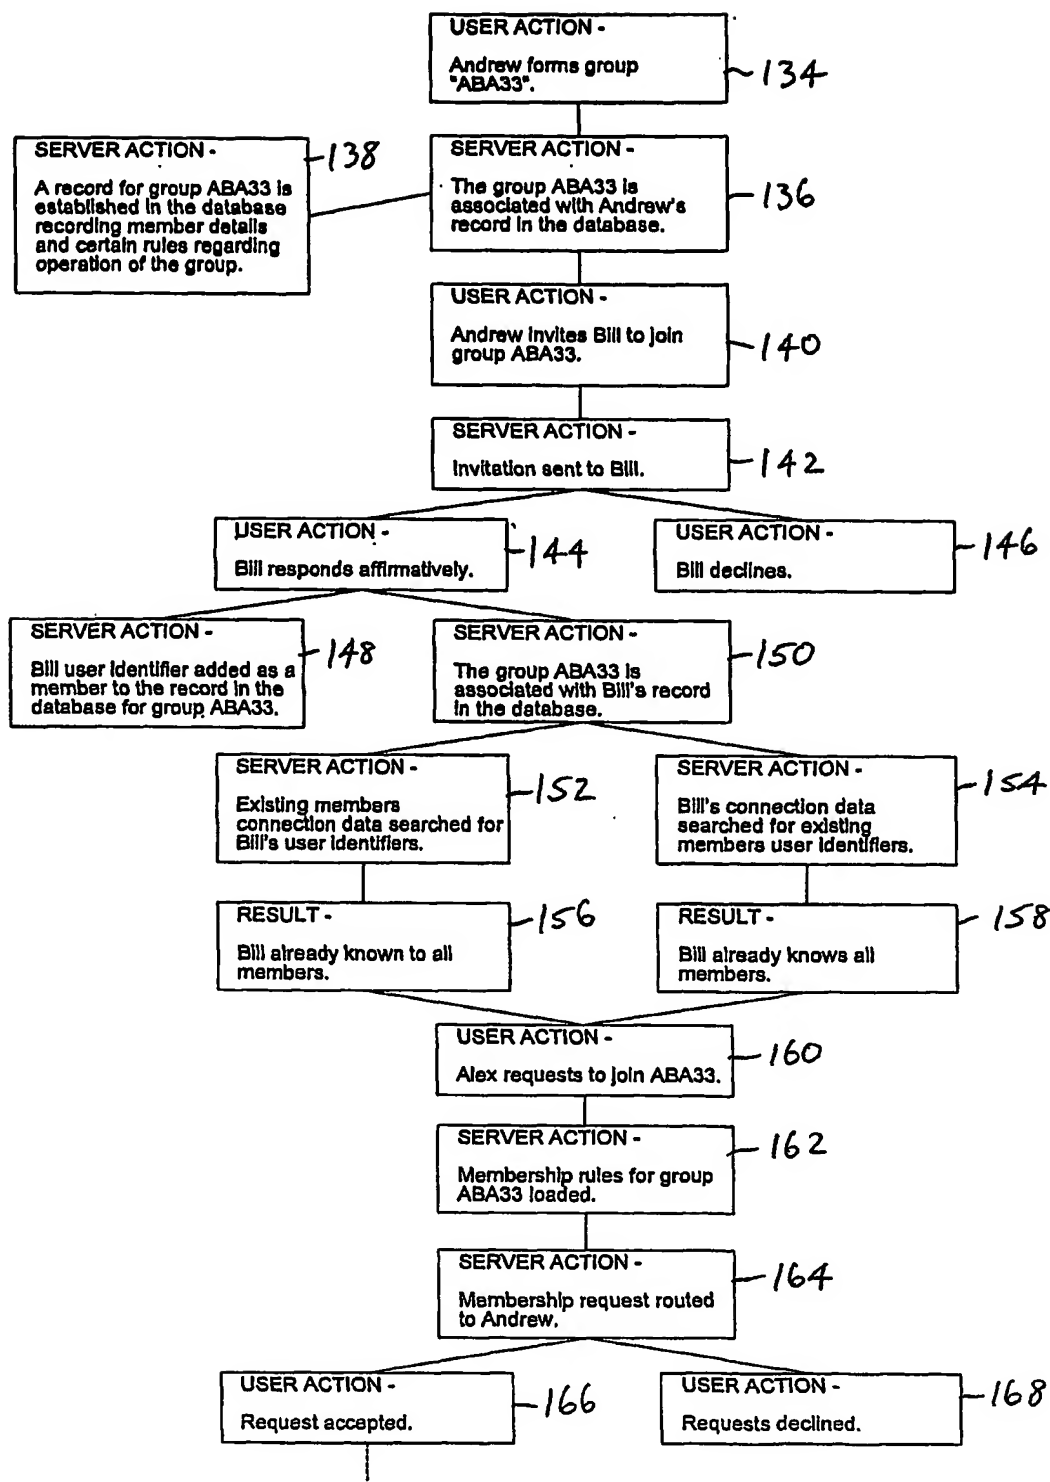 USER ACTION -
Andrew forms group
"ABA33".
134
SERVER ACTION -
A record for group ABA33 is
established in the database
recording member details
and certain rules regarding
operation of the group.
138
SERVER ACTION -
The group ABA33 is
associated with Andrew's
record in the database.
136
USER ACTION -
Andrew invites Bill to join
group ABA33.
140
SERVER ACTION -
Invitation sent to Bill.
142
USER ACTION -
Bill responds affirmatively.
144
USER ACTION -
Bill declines.
146
SERVER ACTION -
Bill user identifier added as a
member to the record in the
database for group ABA33.
148
SERVER ACTION -
The group ABA33 is
associated with Bill's record
in the database.
150
SERVER ACTION -
Existing members
connection data searched for
Bill's user identifiers.
152
SERVER ACTION -
Bill's connection data
searched for existing
members user identifiers.
154
RESULT -
Bill already known to all
members.
156
RESULT -
Bill already knows all
members.
158
USER ACTION -
Alex requests to join ABA33.
160
SERVER ACTION -
Membership rules for group
ABA33 loaded.
162
SERVER ACTION -
Membership request routed
to Andrew.
164
USER ACTION -
Request accepted.
166
USER ACTION -
Requests declined.
168